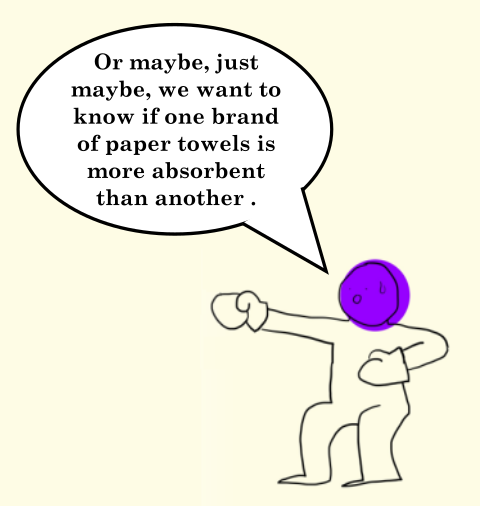 Or maybe, just
maybe, we want to
know if one brand
of paper towels is
more absorbent
than another .